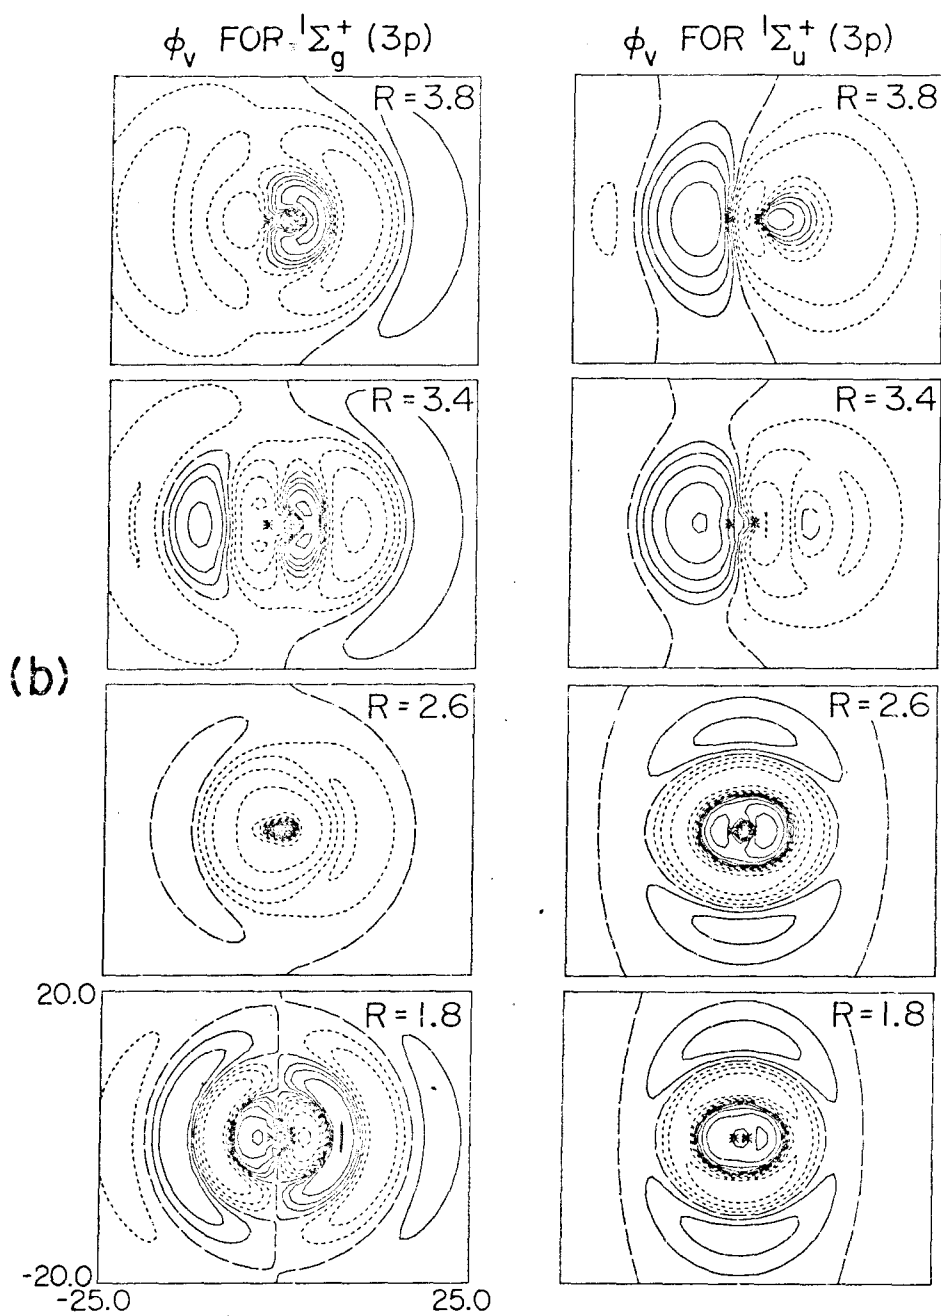 ϕᵥ FOR ¹Σg⁺ (3p)
ϕᵥ FOR ¹Σu⁺ (3p)
R = 3.8
R = 3.8
R = 3.4
R = 3.4
(b)
R = 2.6
R = 2.6
20.0
R = 1.8
R = 1.8
-20.0
-25.0
25.0